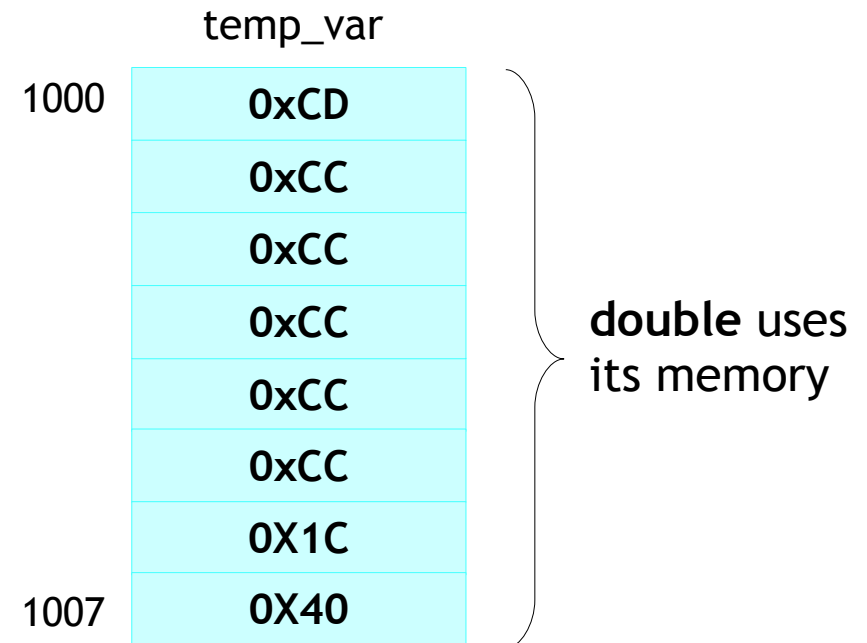 temp_var
1000
0xCD
0xCC
0xCC
0xCC
0xCC
0xCC
0X1C
1007
0X40
double uses
its memory